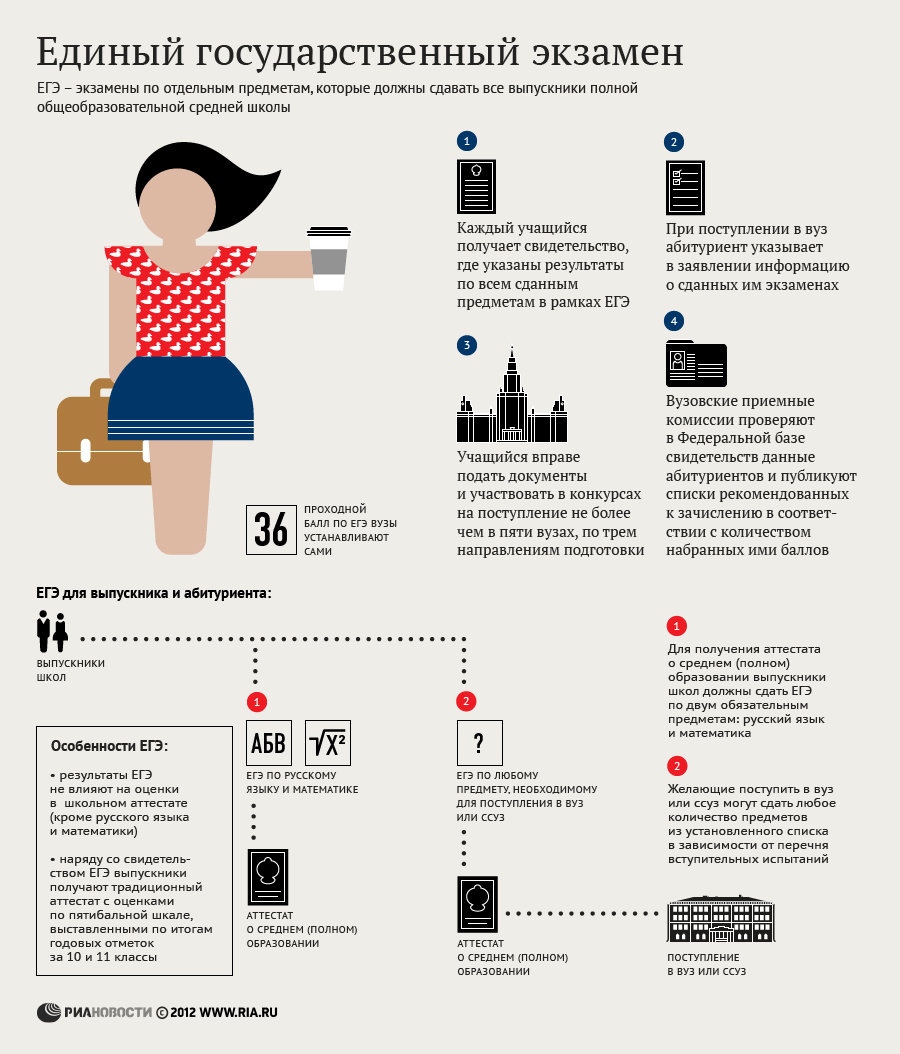 Единый государственный экзамен
ЕГЭ – экзамены по отдельным предметам, которые должны сдавать все выпускники полной
общеобразовательной средней школы
1
Каждый учащийся
получает свидетельство,
где указаны результаты
по всем сданным
предметам в рамках ЕГЭ
2
При поступлении в вуз
абитуриент указывает
в заявлении информацию
о сданных им экзаменах
3
Учащийся вправе
подать документы
и участвовать в конкурсах
на поступление не более
чем в пяти вузах, по трем
направлениям подготовки
4
Вузовские приемные
комиссии проверяют
в Федеральной базе
свидетельств данные
абитуриентов и публикуют
списки рекомендованных
к зачислению в соответ-
ствии с количеством
набранных ими баллов
36
ПРОХОДНОЙ
БАЛЛ ПО ЕГЭ ВУЗЫ
УСТАНАВЛИВАЮТ
САМИ
ЕГЭ для выпускника и абитуриента:
ВЫПУСКНИКИ
ШКОЛ
1
АБВ
√X²
ЕГЭ ПО РУССКОМУ
ЯЗЫКУ И МАТЕМАТИКЕ
АТТЕСТАТ
О СРЕДНЕМ (ПОЛНОМ)
ОБРАЗОВАНИИ
2
?
ЕГЭ ПО ЛЮБОМУ
ПРЕДМЕТУ, НЕОБХОДИМОМУ
ДЛЯ ПОСТУПЛЕНИЯ В ВУЗ
ИЛИ ССУЗ
АТТЕСТАТ
О СРЕДНЕМ (ПОЛНОМ)
ОБРАЗОВАНИИ
ПОСТУПЛЕНИЕ
В ВУЗ ИЛИ ССУЗ
1
Для получения аттестата
о среднем (полном)
образовании выпускники
школ должны сдать ЕГЭ
по двум обязательным
предметам: русский язык
и математика
2
Желающие поступить в вуз
или ссуз могут сдать любое
количество предметов
из установленного списка
в зависимости от перечня
вступительных испытаний
Особенности ЕГЭ:
• результаты ЕГЭ
не влияют на оценки
в школьном аттестате
(кроме русского языка
и математики)
• наряду со свидетель-
ством ЕГЭ выпускники
получают традиционный
аттестат с оценками
по пятибальной шкале,
выставленными по итогам
годовых отметок
за 10 и 11 классы
РИАНОВОСТИ © 2012 WWW.RIA.RU